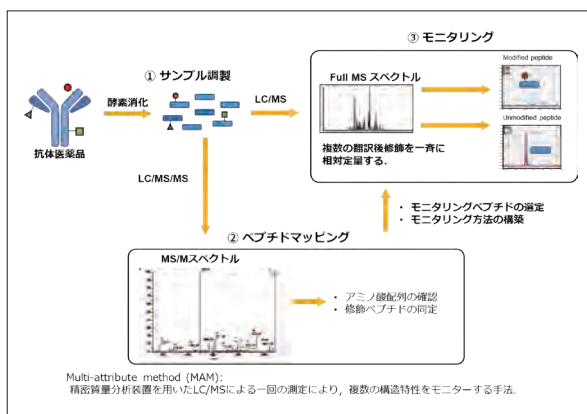 ③ モニタリング
Modified peptide
① サンプル調製
Full MS スペクトル
酵素消化
LC/MS
Unmodified peptide
抗体医薬品
複数の翻訳後修飾を一斉に
相対定量する.
LC/MS/MS
• モニタリングペプチドの選定
• モニタリング方法の構築
② ペプチドマッピング
MS/Mスペクトル
• アミノ酸配列の確認
• 修飾ペプチドの同定
Multi-attribute method (MAM):
精密質量分析装置を用いたLC/MSによる一回の測定により，複数の構造特性をモニターする手法.